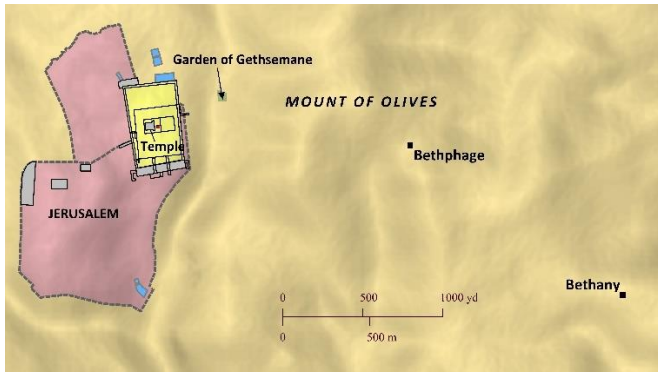 Garden of Gethsemane
MOUNT OF OLIVES
Temple
Bethphage
JERUSALEM
Bethany
0 500 1000 yd
0 500 m